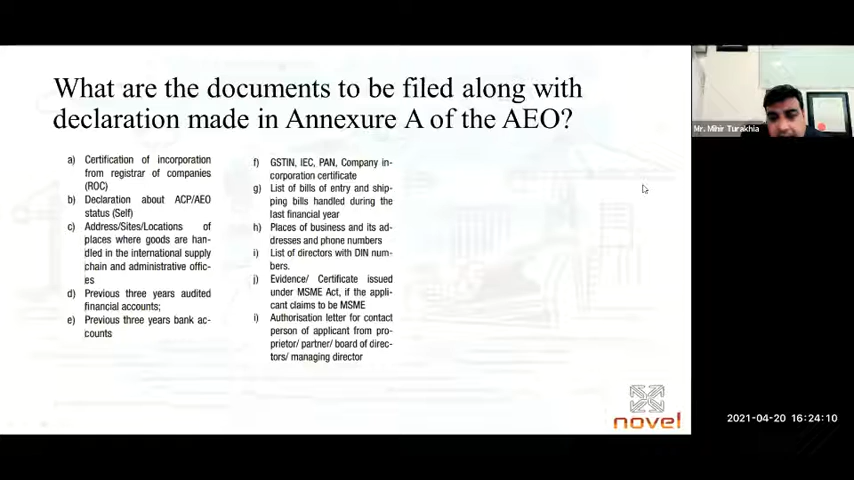 What are the documents to be filed along with
declaration made in Annexure A of the AEO?
a) Certification of incorporation
from registrar of companies
(ROC)
b) Declaration about ACP/AEO
status (Self)
c) Address/Sites/Locations of
places where goods are han-
dled in the international supply
chain and administrative offic-
es
d) Previous three years audited
financial accounts;
e) Previous three years bank ac-
counts
f) GSTIN, IEC, PAN, Company in-
corporation certificate
g) List of bills of entry and ship-
ping bills handled during the
last financial year
h) Places of business and its ad-
dresses and phone numbers
i) List of directors with DIN num-
bers.
j) Evidence/ Certificate issued
under MSME Act, if the appli-
cant claims to be MSME
i) Authorisation letter for contact
person of applicant from pro-
prietor/ partner/ board of direc-
tors/ managing director
novel
Mr. Mihir Turakhia
2021-04-20 16:24:10